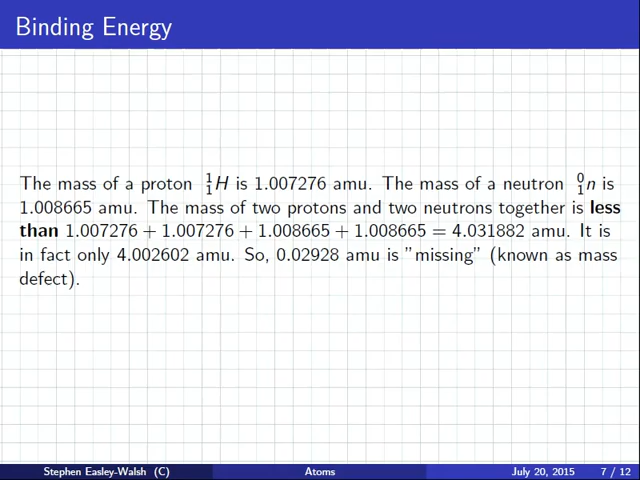 Binding Energy
The mass of a proton ¹₁H is 1.007276 amu. The mass of a neutron ⁰₁n is
1.008665 amu. The mass of two protons and two neutrons together is less
than 1.007276 + 1.007276 + 1.008665 + 1.008665 = 4.031882 amu. It is
in fact only 4.002602 amu. So, 0.02928 amu is ”missing” (known as mass
defect).
Stephen Easley-Walsh (C) Atoms July 20, 2015 7 / 12